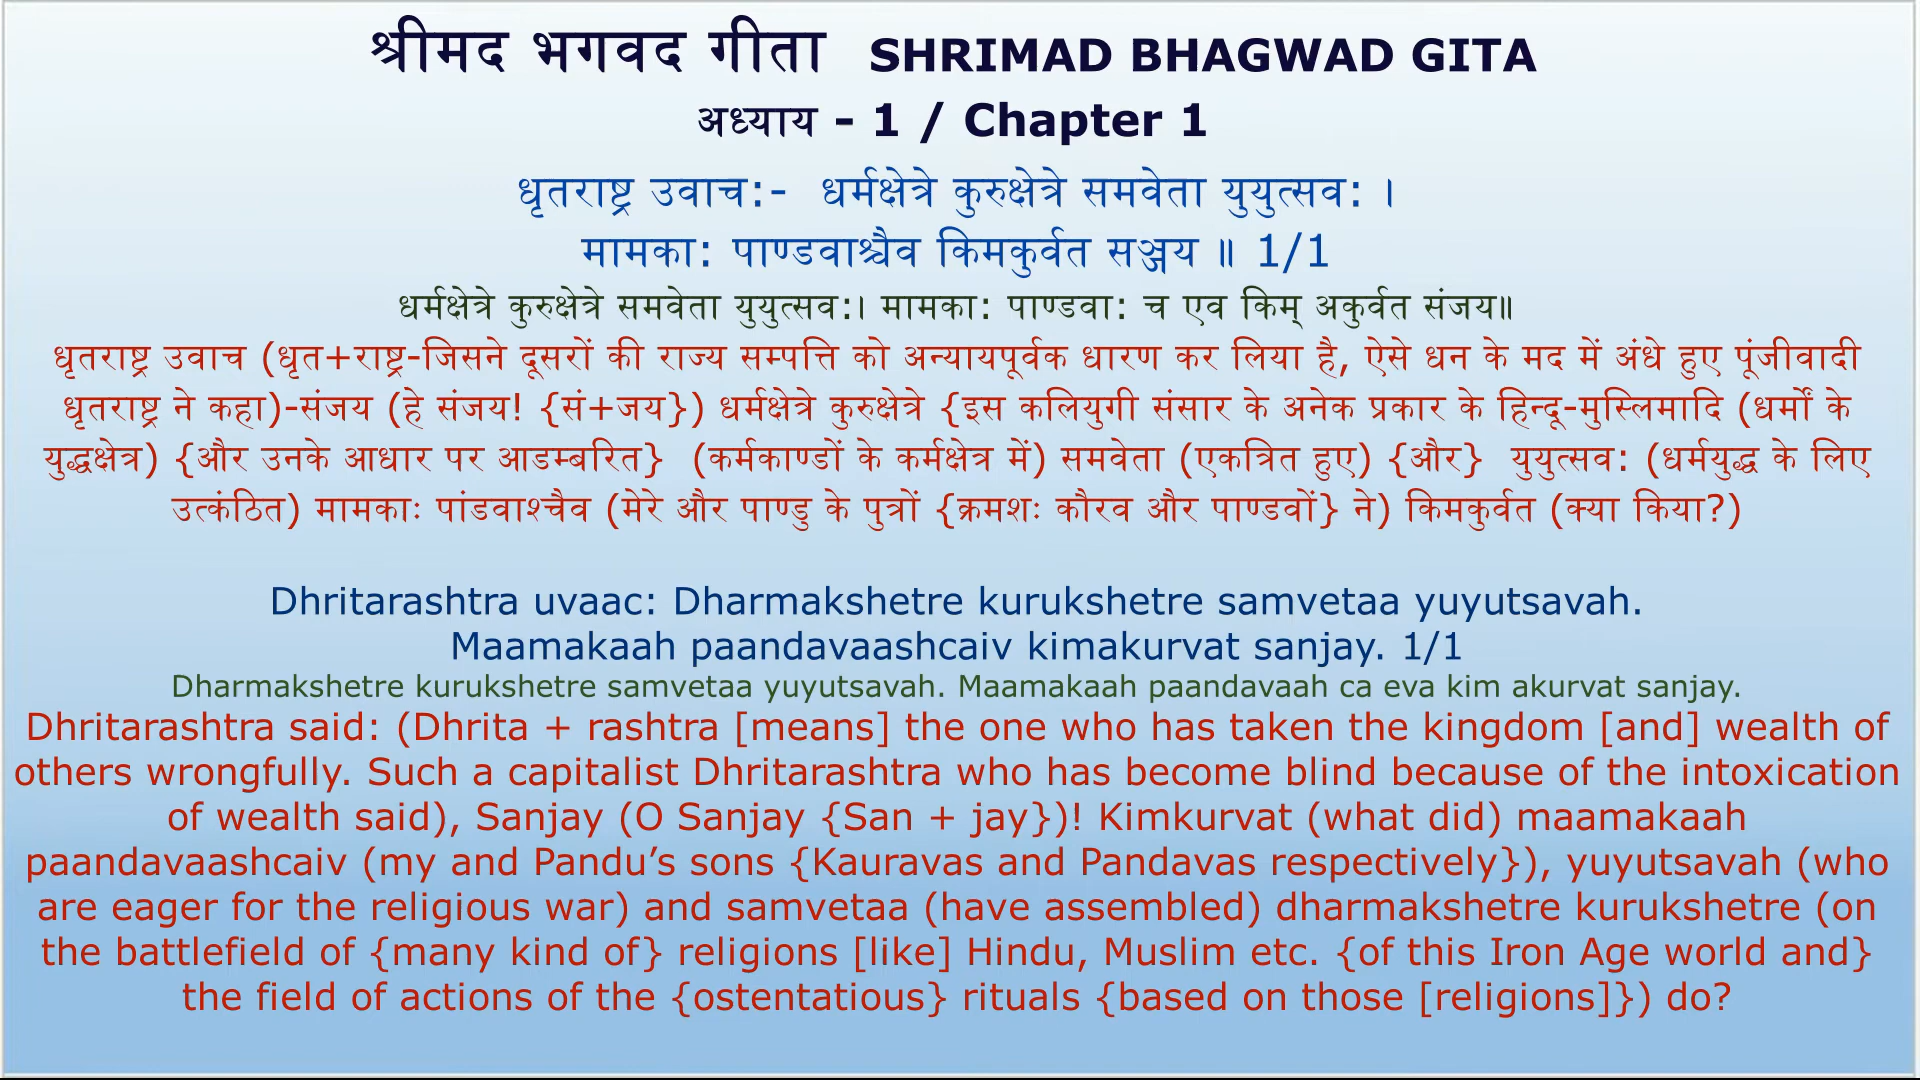 श्रीमद भगवद गीता SHRIMAD BHAGWAD GITA
अध्याय - 1 / Chapter 1
धृतराष्ट्र उवाच:- धर्मक्षेत्रे कुरुक्षेत्रे समवेता युयुत्सव: ।
मामका: पाण्डवाश्चैव किमकुर्वत सञ्जय ॥ 1/1
धर्मक्षेत्रे कुरुक्षेत्रे समवेता युयुत्सव:। मामका: पाण्डवा: च एव किम् अकुर्वत संजय॥
धृतराष्ट्र उवाच (धृत+राष्ट्र-जिसने दूसरों की राज्य सम्पत्ति को अन्यायपूर्वक धारण कर लिया है, ऐसे धन के मद में अंधे हुए पूंजीवादी
धृतराष्ट्र ने कहा)-संजय (हे संजय! {सं+जय}) धर्मक्षेत्रे कुरुक्षेत्रे {इस कलियुगी संसार के अनेक प्रकार के हिन्दू-मुस्लिमादि (धर्मों के
युद्धक्षेत्र) {और उनके आधार पर आडम्बरित} (कर्मकाण्डों के कर्मक्षेत्र में) समवेता (एकत्रित हुए) {और} युयुत्सव: (धर्मयुद्ध के लिए
उत्कंठित) मामकाः पांडवाश्चैव (मेरे और पाण्डु के पुत्रों {क्रमशः कौरव और पाण्डवों} ने) किमकुर्वत (क्या किया?)
Dhritarashtra uvaac: Dharmakshetre kurukshetre samvetaa yuyutsavah.
Maamakaah paandavaashcaiv kimakurvat sanjay. 1/1
Dharmakshetre kurukshetre samvetaa yuyutsavah. Maamakaah paandavaah ca eva kim akurvat sanjay.
Dhritarashtra said: (Dhrita + rashtra [means] the one who has taken the kingdom [and] wealth of
others wrongfully. Such a capitalist Dhritarashtra who has become blind because of the intoxication
of wealth said), Sanjay (O Sanjay {San + jay})! Kimkurvat (what did) maamakaah
paandavaashcaiv (my and Pandu’s sons {Kauravas and Pandavas respectively}), yuyutsavah (who
are eager for the religious war) and samvetaa (have assembled) dharmakshetre kurukshetre (on
the battlefield of {many kind of} religions [like] Hindu, Muslim etc. {of this Iron Age world and}
the field of actions of the {ostentatious} rituals {based on those [religions]}) do?